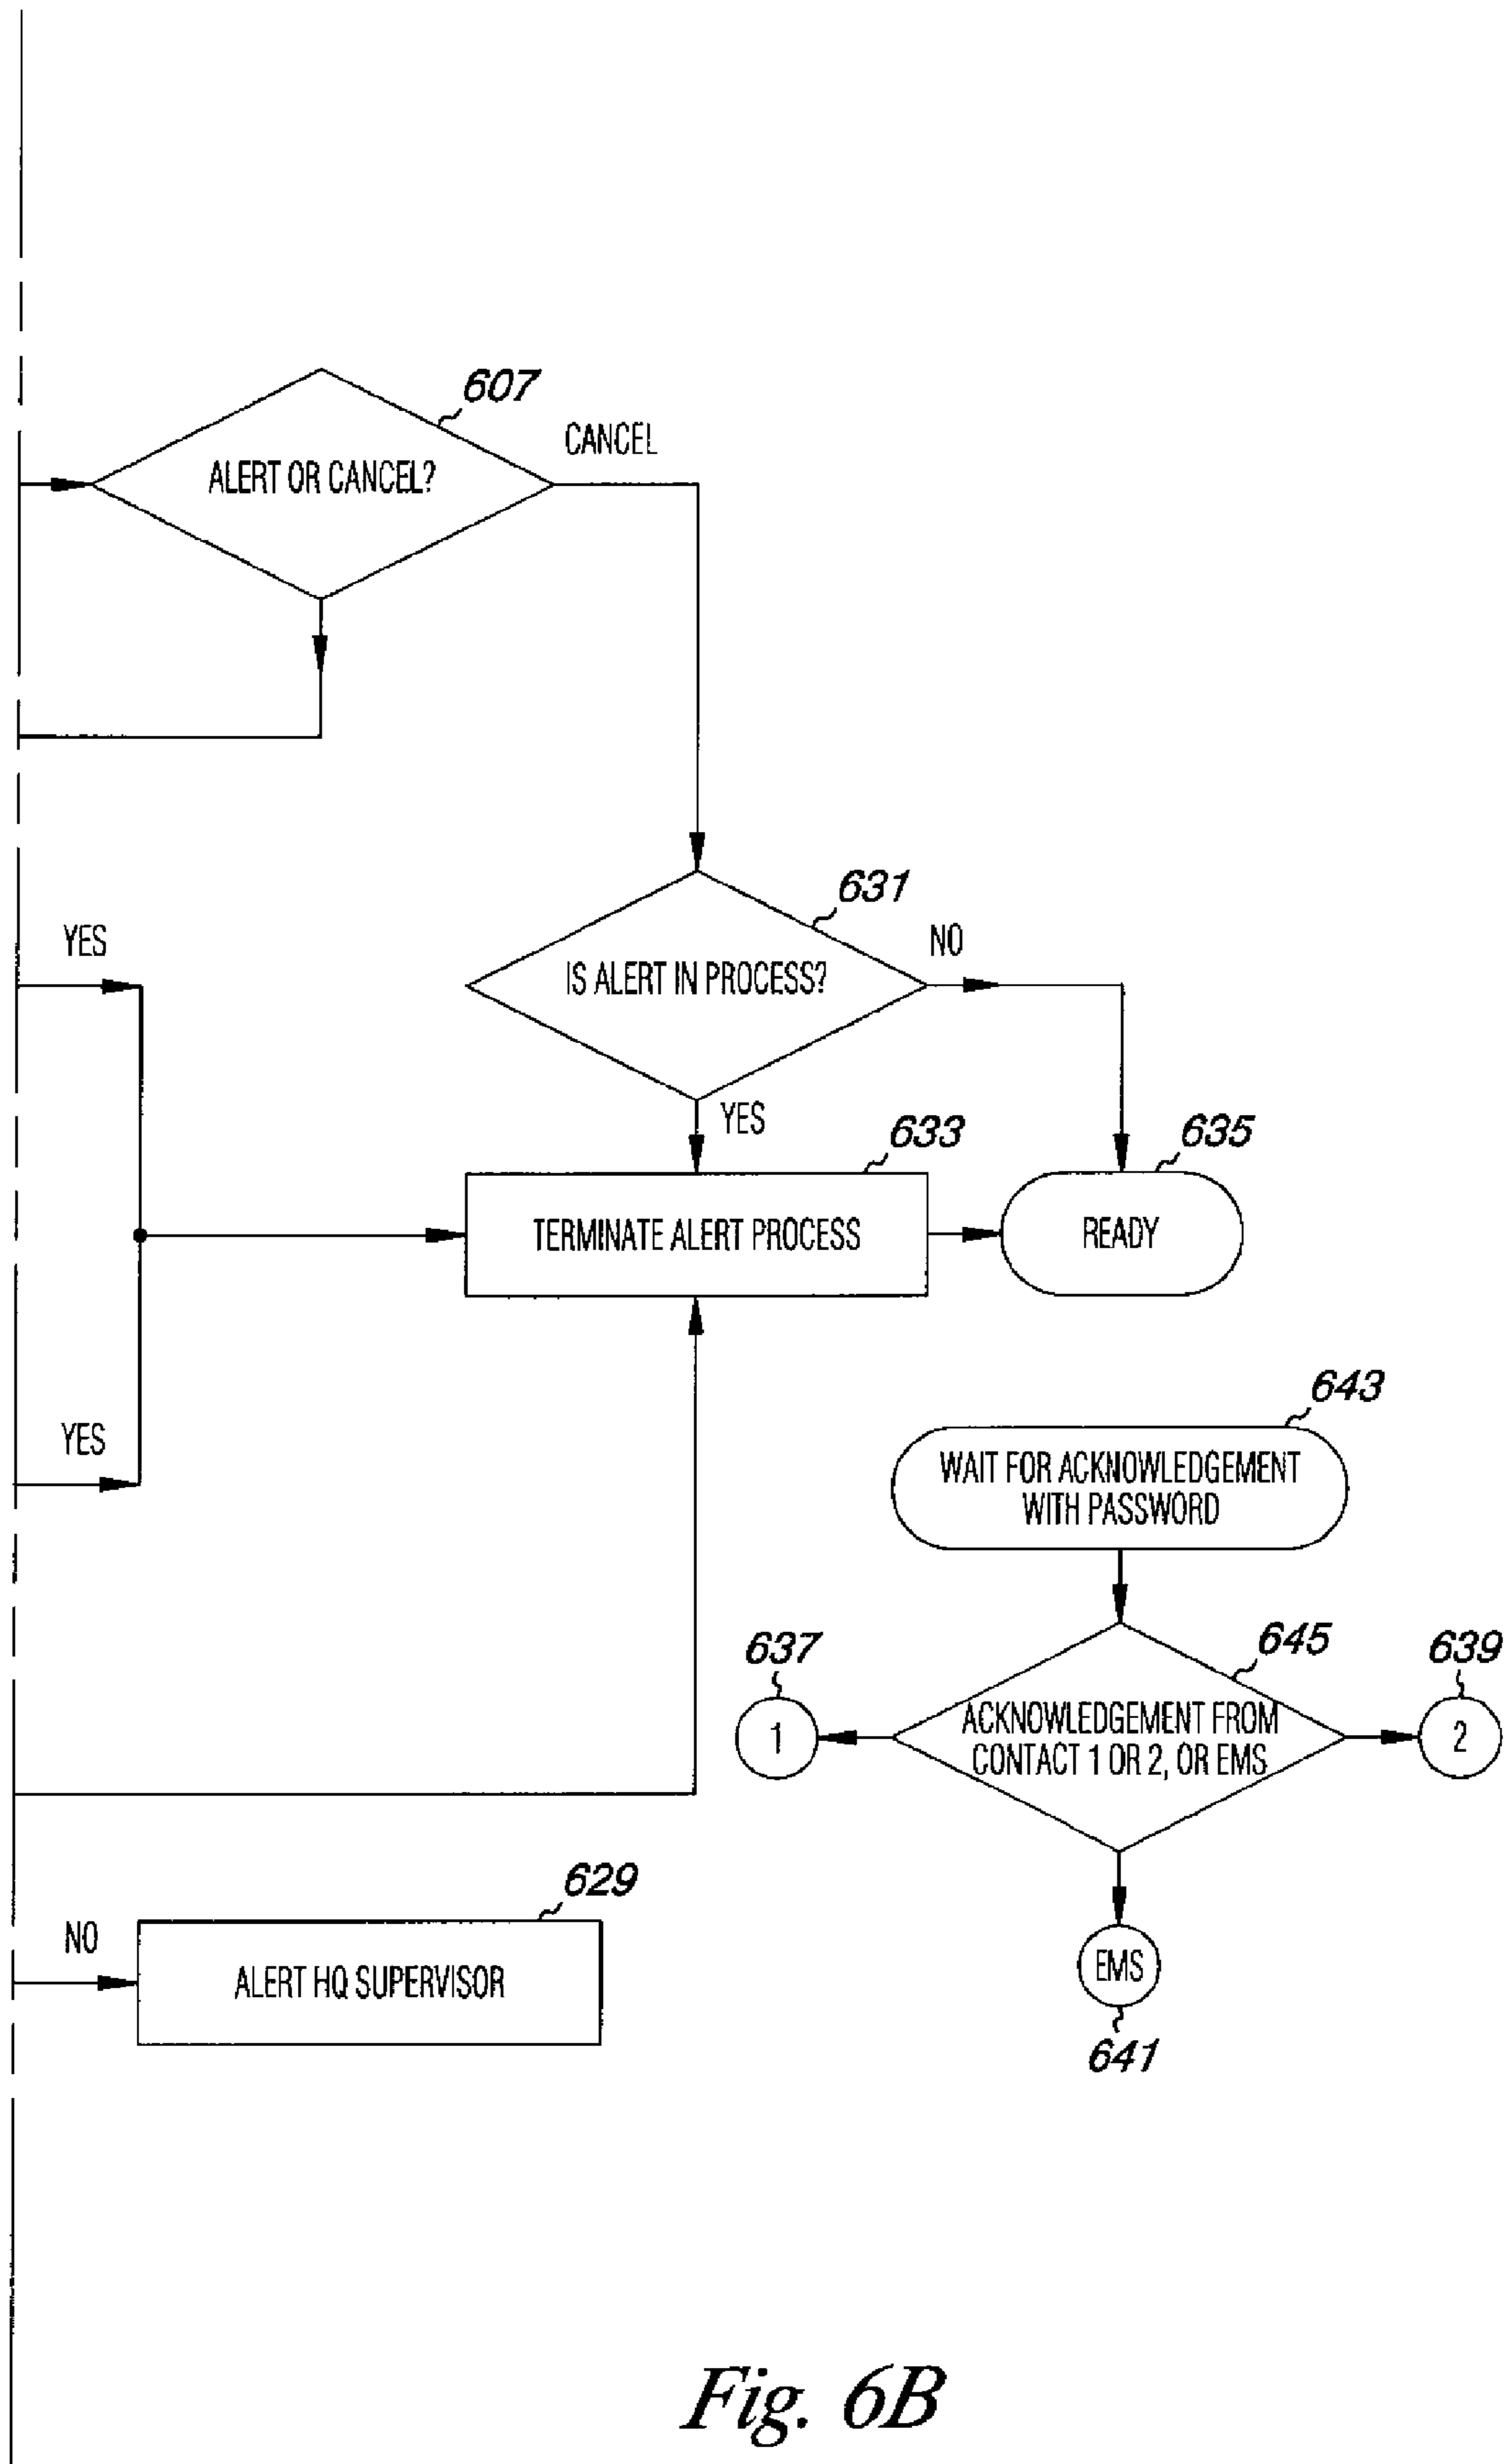 607
CANCEL
ALERT OR CANCEL?
631
YES
NO
IS ALERT IN PROCESS?
YES
633
635
TERMINATE ALERT PROCESS
READY
643
YES
WAIT FOR ACKNOWLEDGEMENT
WITH PASSWORD
637
645
639
1
ACKNOWLEDGEMENT FROM
CONTACT 1 OR 2, OR EMS
2
629
NO
ALERT HQ SUPERVISOR
EMS
641
Fig. 6B